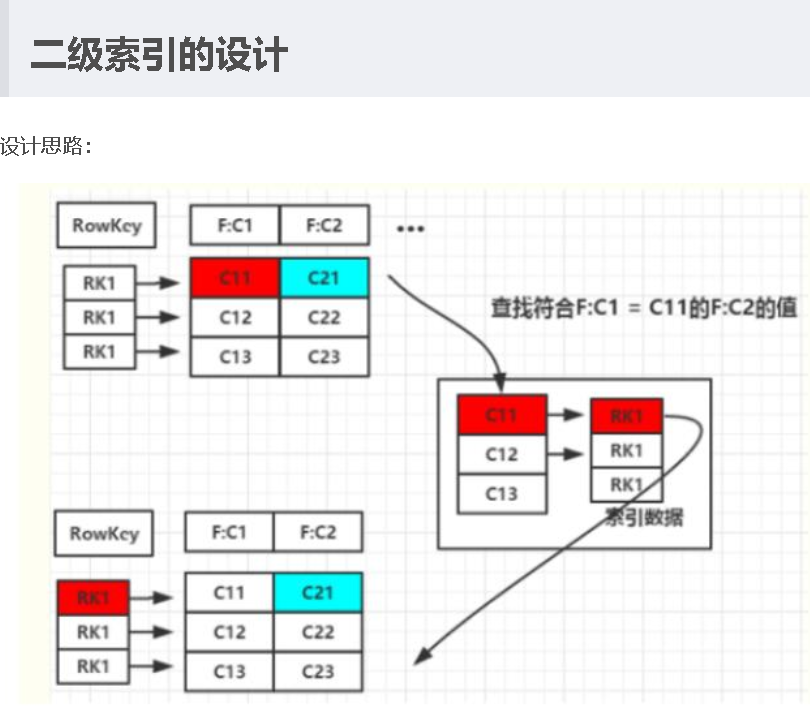 二级索引的设计
设计思路:
RowKey F:C1 F:C2 •••
RK1 C11 C21
RK1 C12 C22
RK1 C13 C23
查找符合F:C1 = C11的F:C2的值
C11 RK1
C12 RK1
C13 RK1
索引数据
RowKey F:C1 F:C2
RK1 C11 C21
RK1 C12 C22
RK1 C13 C23